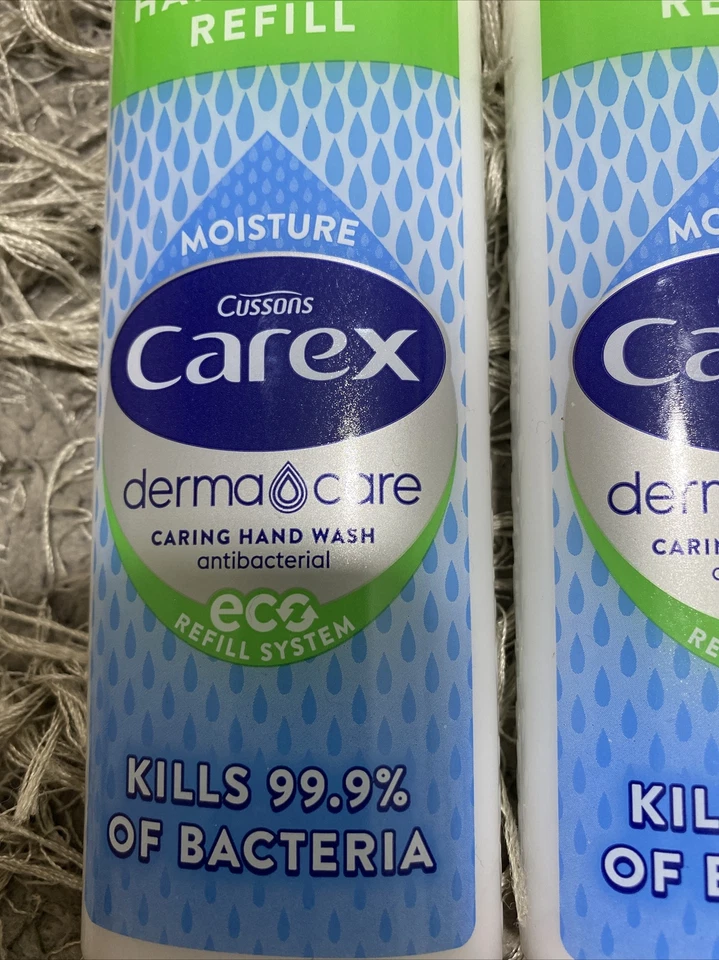 REFILL
MOISTURE
Cussons
Carex
derma care
CARING HAND WASH
antibacterial
eco
REFILL SYSTEM
KILLS 99.9%
OF BACTERIA